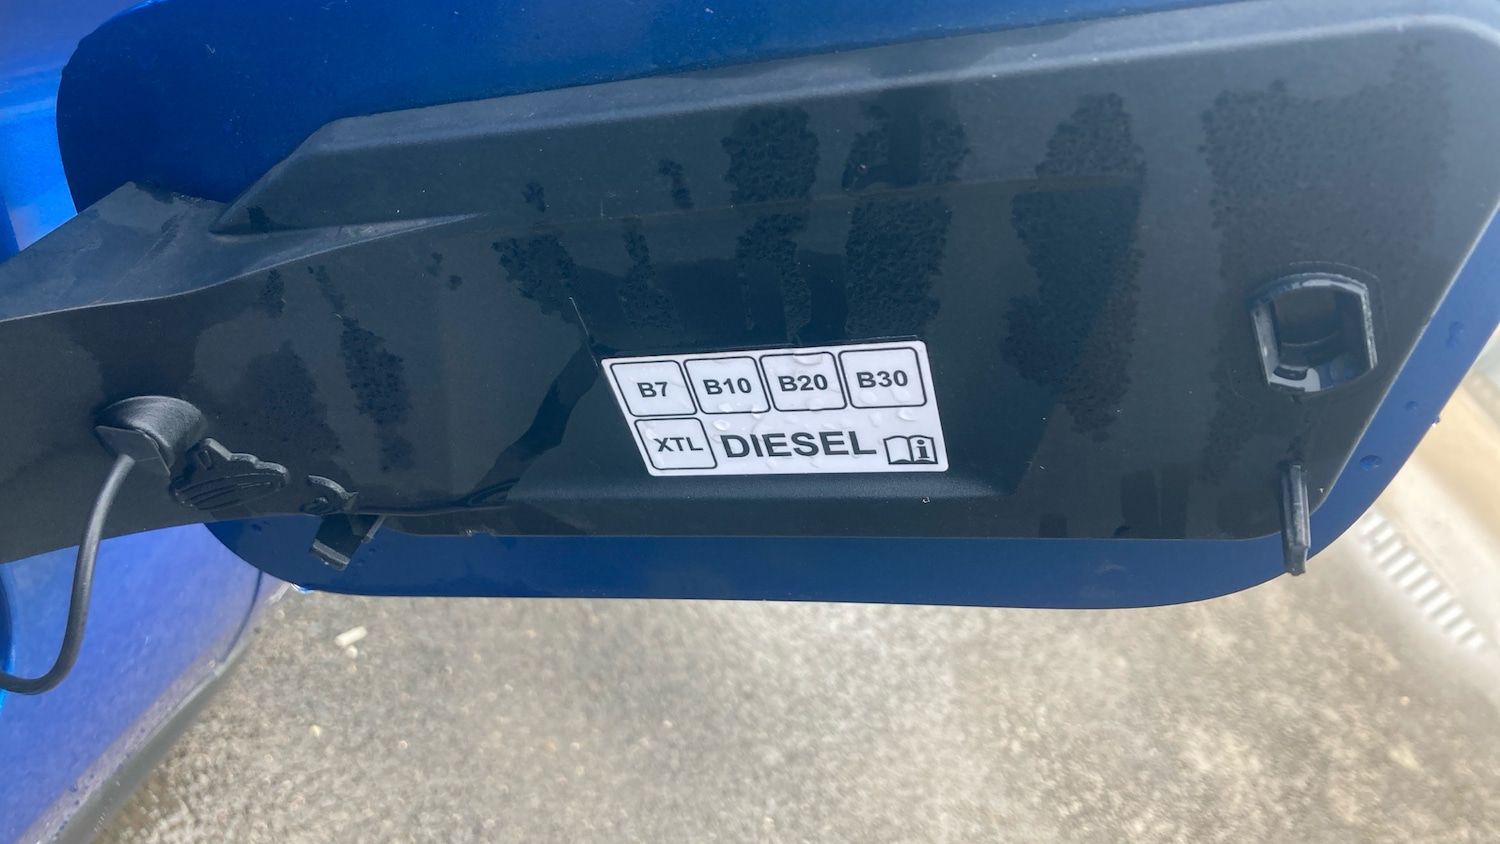 B7 B10 B20 B30
XTL DIESEL i